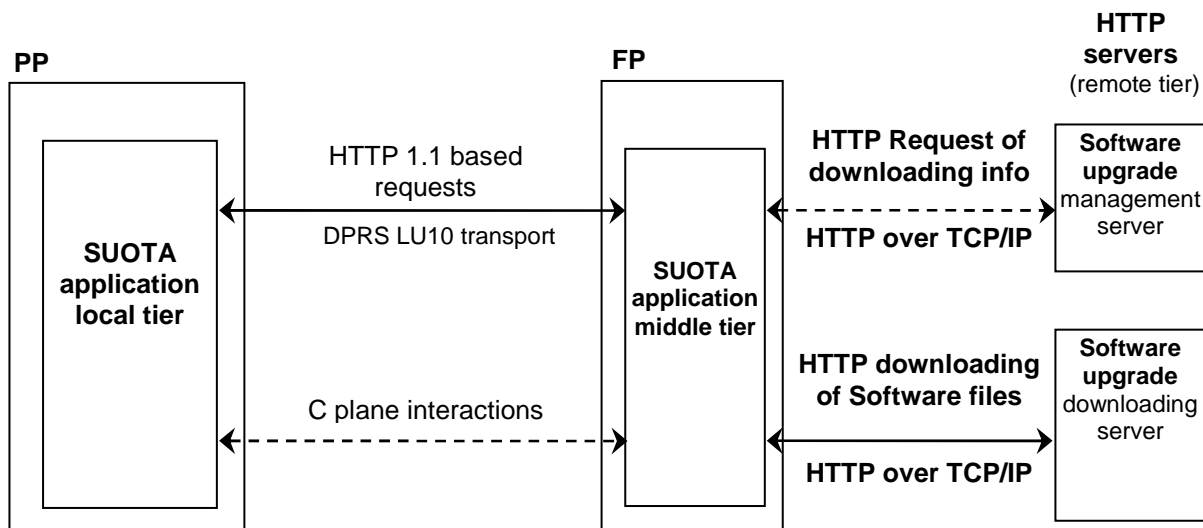 PP
SUOTA
application
local tier
HTTP 1.1 based
requests
DPRS LU10 transport
C plane interactions
FP
SUOTA
application
middle tier
HTTP Request of
downloading info
HTTP over TCP/IP
HTTP downloading
of Software files
HTTP over TCP/IP
HTTP
servers
(remote tier)
Software
upgrade
management
server
Software
upgrade
downloading
server